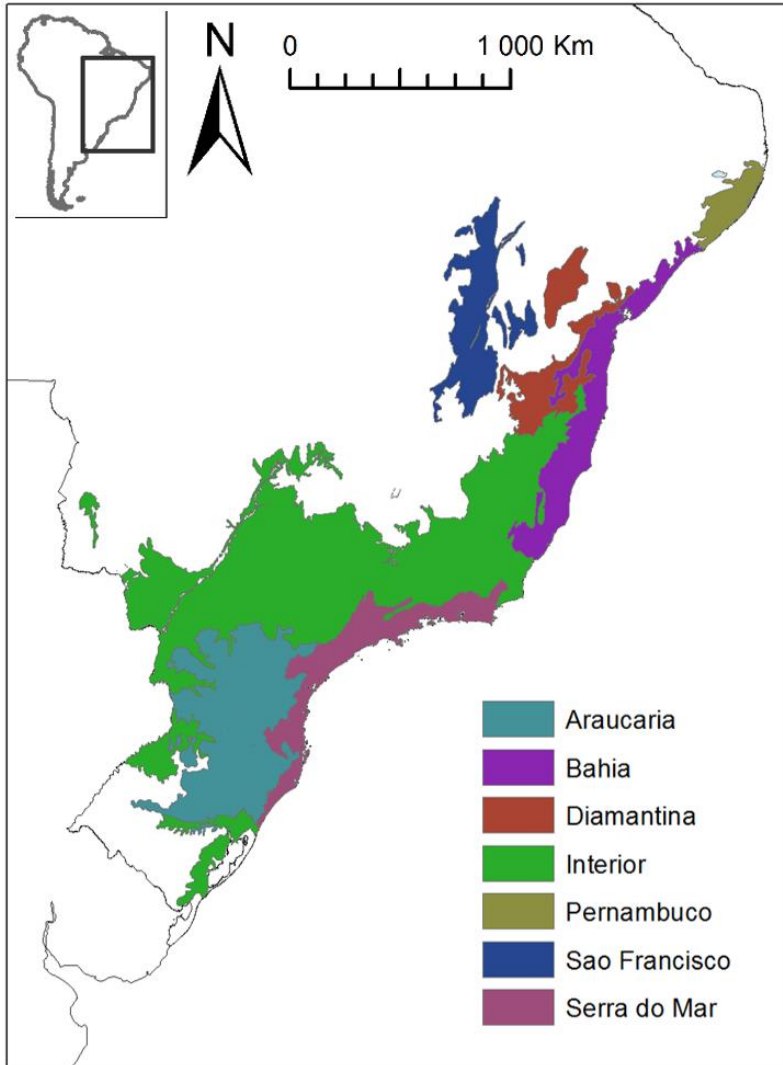 N
0 1 000 Km
Araucaria
Bahia
Diamantina
Interior
Pernambuco
Sao Francisco
Serra do Mar